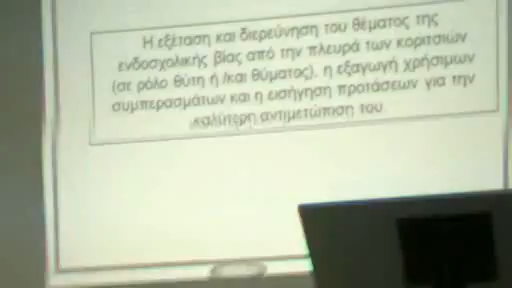 Η εξέταση και διερεύνηση του θέματος της
ενδοσχολικής βίας από την πλευρά των κοριτσιών
(σε ρόλο θύτη ή /και θύματος), η εξαγωγή χρήσιμων
συμπερασμάτων και η εισήγηση προτάσεων για την
καλύτερη αντιμετώπιση του